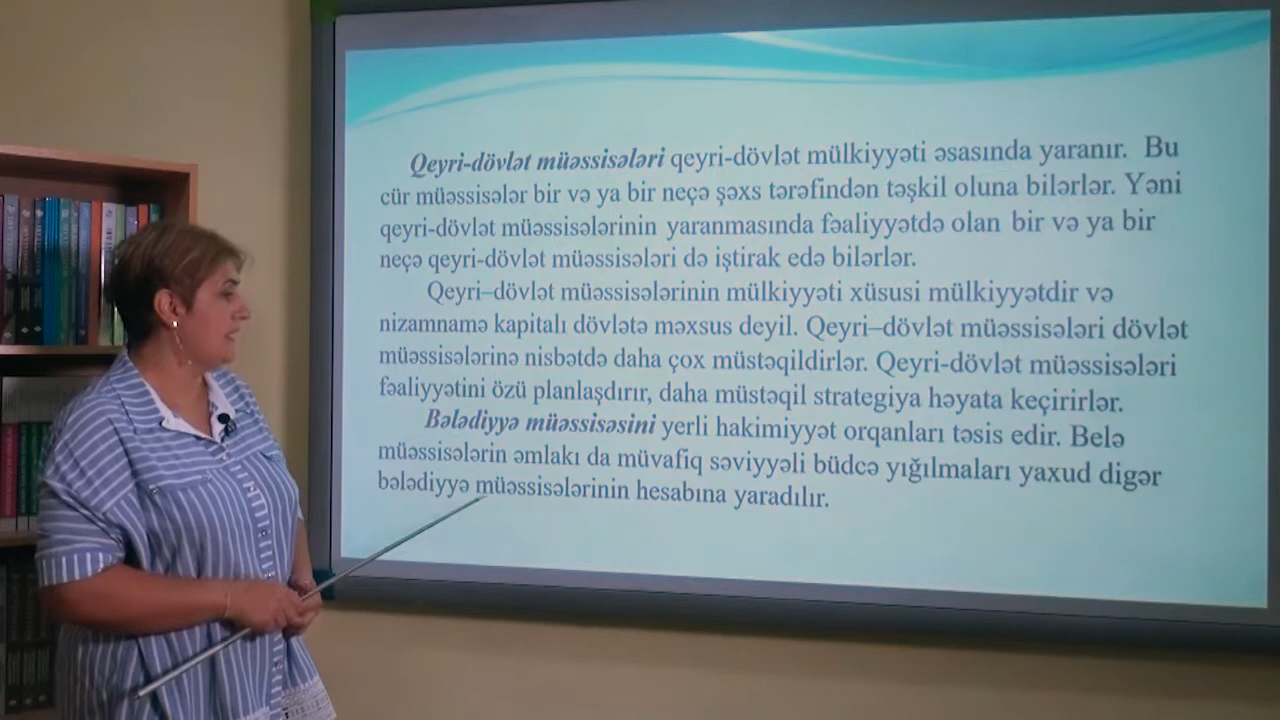 Qeyri-dövlət müəssisələri qeyri-dövlət mülkiyyəti əsasında yaranır. Bu
cür müəssisələr bir və ya bir neçə şəxs tərəfindən təşkil oluna bilərlər. Yəni
qeyri-dövlət müəssisələrinin yaranmasında fəaliyyətdə olan bir və ya bir
neçə qeyri-dövlət müəssisələri də iştirak edə bilərlər.
Qeyri–dövlət müəssisələrinin mülkiyyəti xüsusi mülkiyyətdir və
nizamnamə kapitalı dövlətə məxsus deyil. Qeyri–dövlət müəssisələri dövlət
müəssisələrinə nisbətdə daha çox müstəqildirlər. Qeyri-dövlət müəssisələri
fəaliyyətini özü planlaşdırır, daha müstəqil strategiya həyata keçirirlər.
Bələdiyyə müəssisəsini yerli hakimiyyət orqanları təsis edir. Belə
müəssisələrin əmlakı da müvafiq səviyyəli büdcə yığılmaları yaxud digər
bələdiyyə müəssisələrinin hesabına yaradılır.